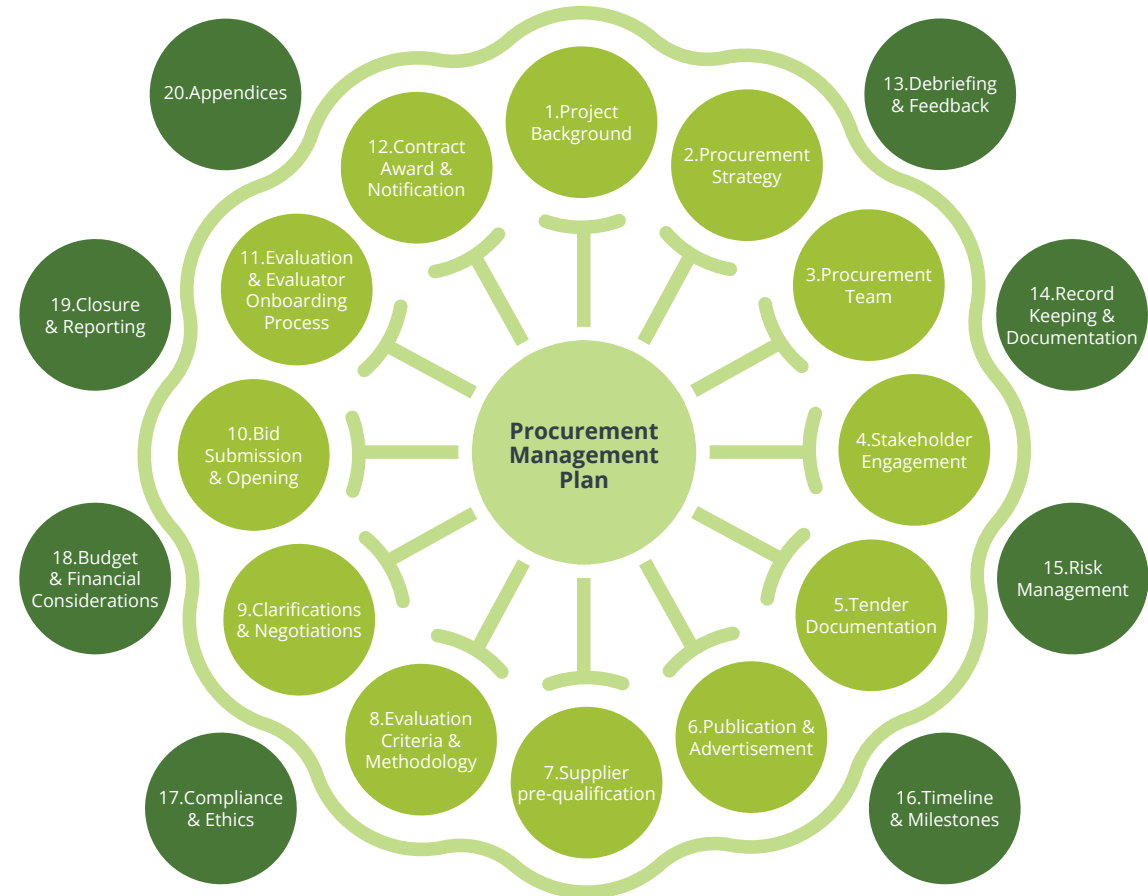 Procurement
Management
Plan
1.Project
Background
2.Procurement
Strategy
3.Procurement
Team
4.Stakeholder
Engagement
5.Tender
Documentation
6.Publication &
Advertisement
7.Supplier
pre-qualification
8.Evaluation
Criteria &
Methodology
9.Clarifications
& Negotiations
10.Bid
Submission
& Opening
11.Evaluation
& Evaluator
Onboarding
Process
12.Contract
Award &
Notification
13.Debriefing
& Feedback
14.Record
Keeping &
Documentation
15.Risk
Management
16.Timeline
& Milestones
17.Compliance
& Ethics
18.Budget
& Financial
Considerations
19.Closure
& Reporting
20.Appendices